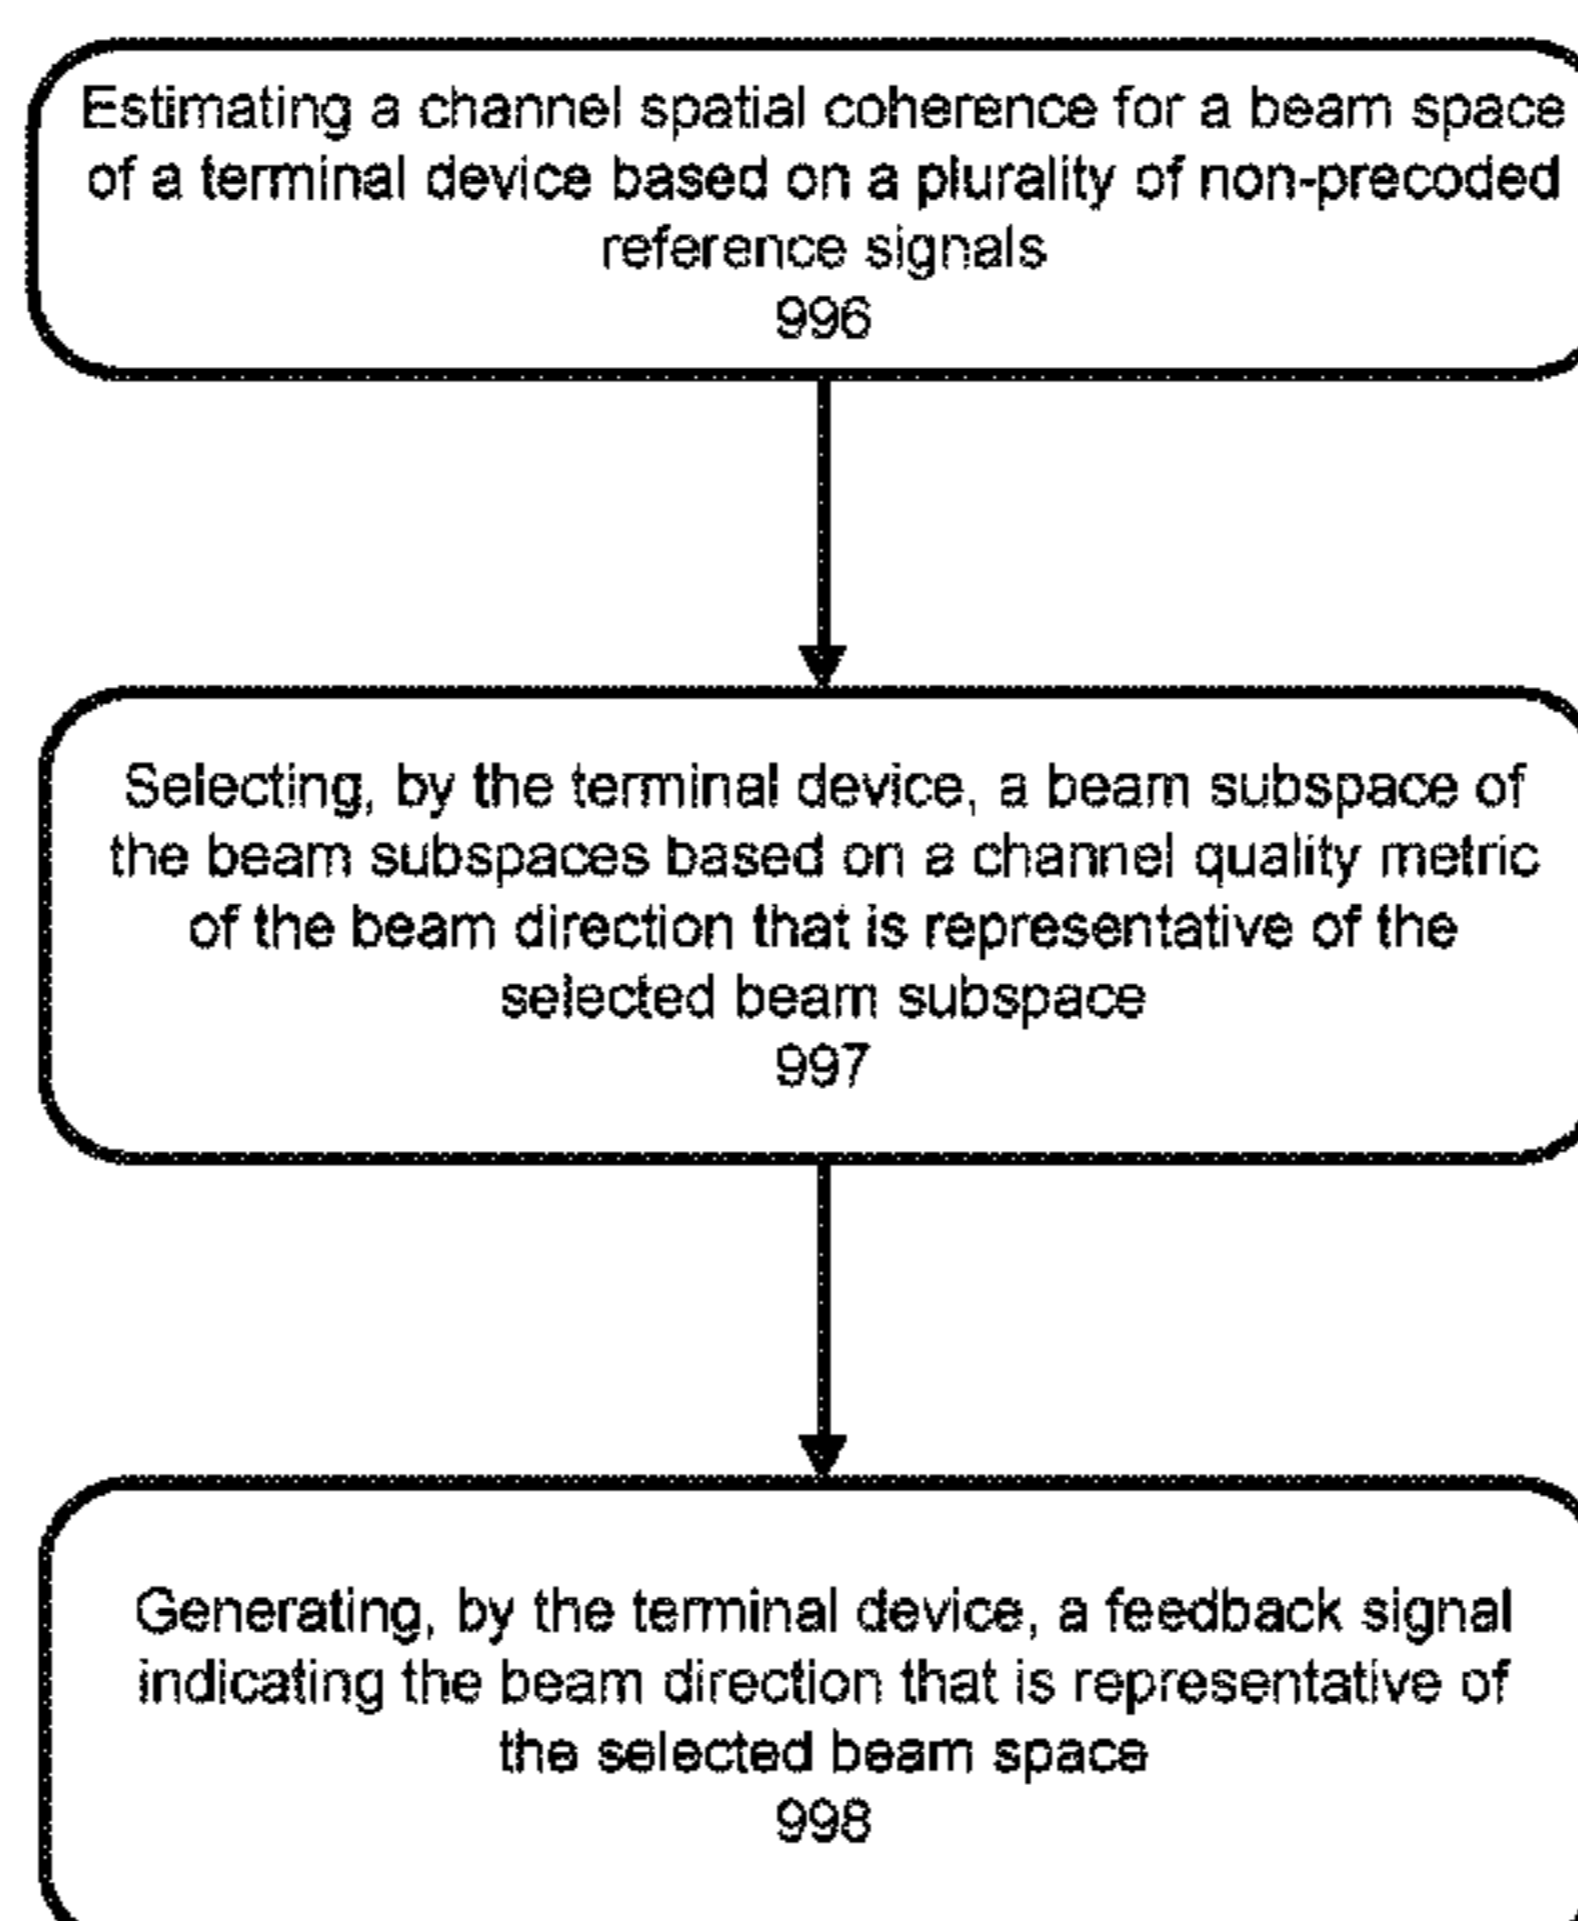 Estimating a channel spatial coherence for a beam space
of a terminal device based on a plurality of non-precoded
reference signals
996
Selecting, by the terminal device, a beam subspace of
the beam subspaces based on a channel quality metric
of the beam direction that is representative of the
selected beam subspace
997
Generating, by the terminal device, a feedback signal
indicating the beam direction that is representative of
the selected beam space
998